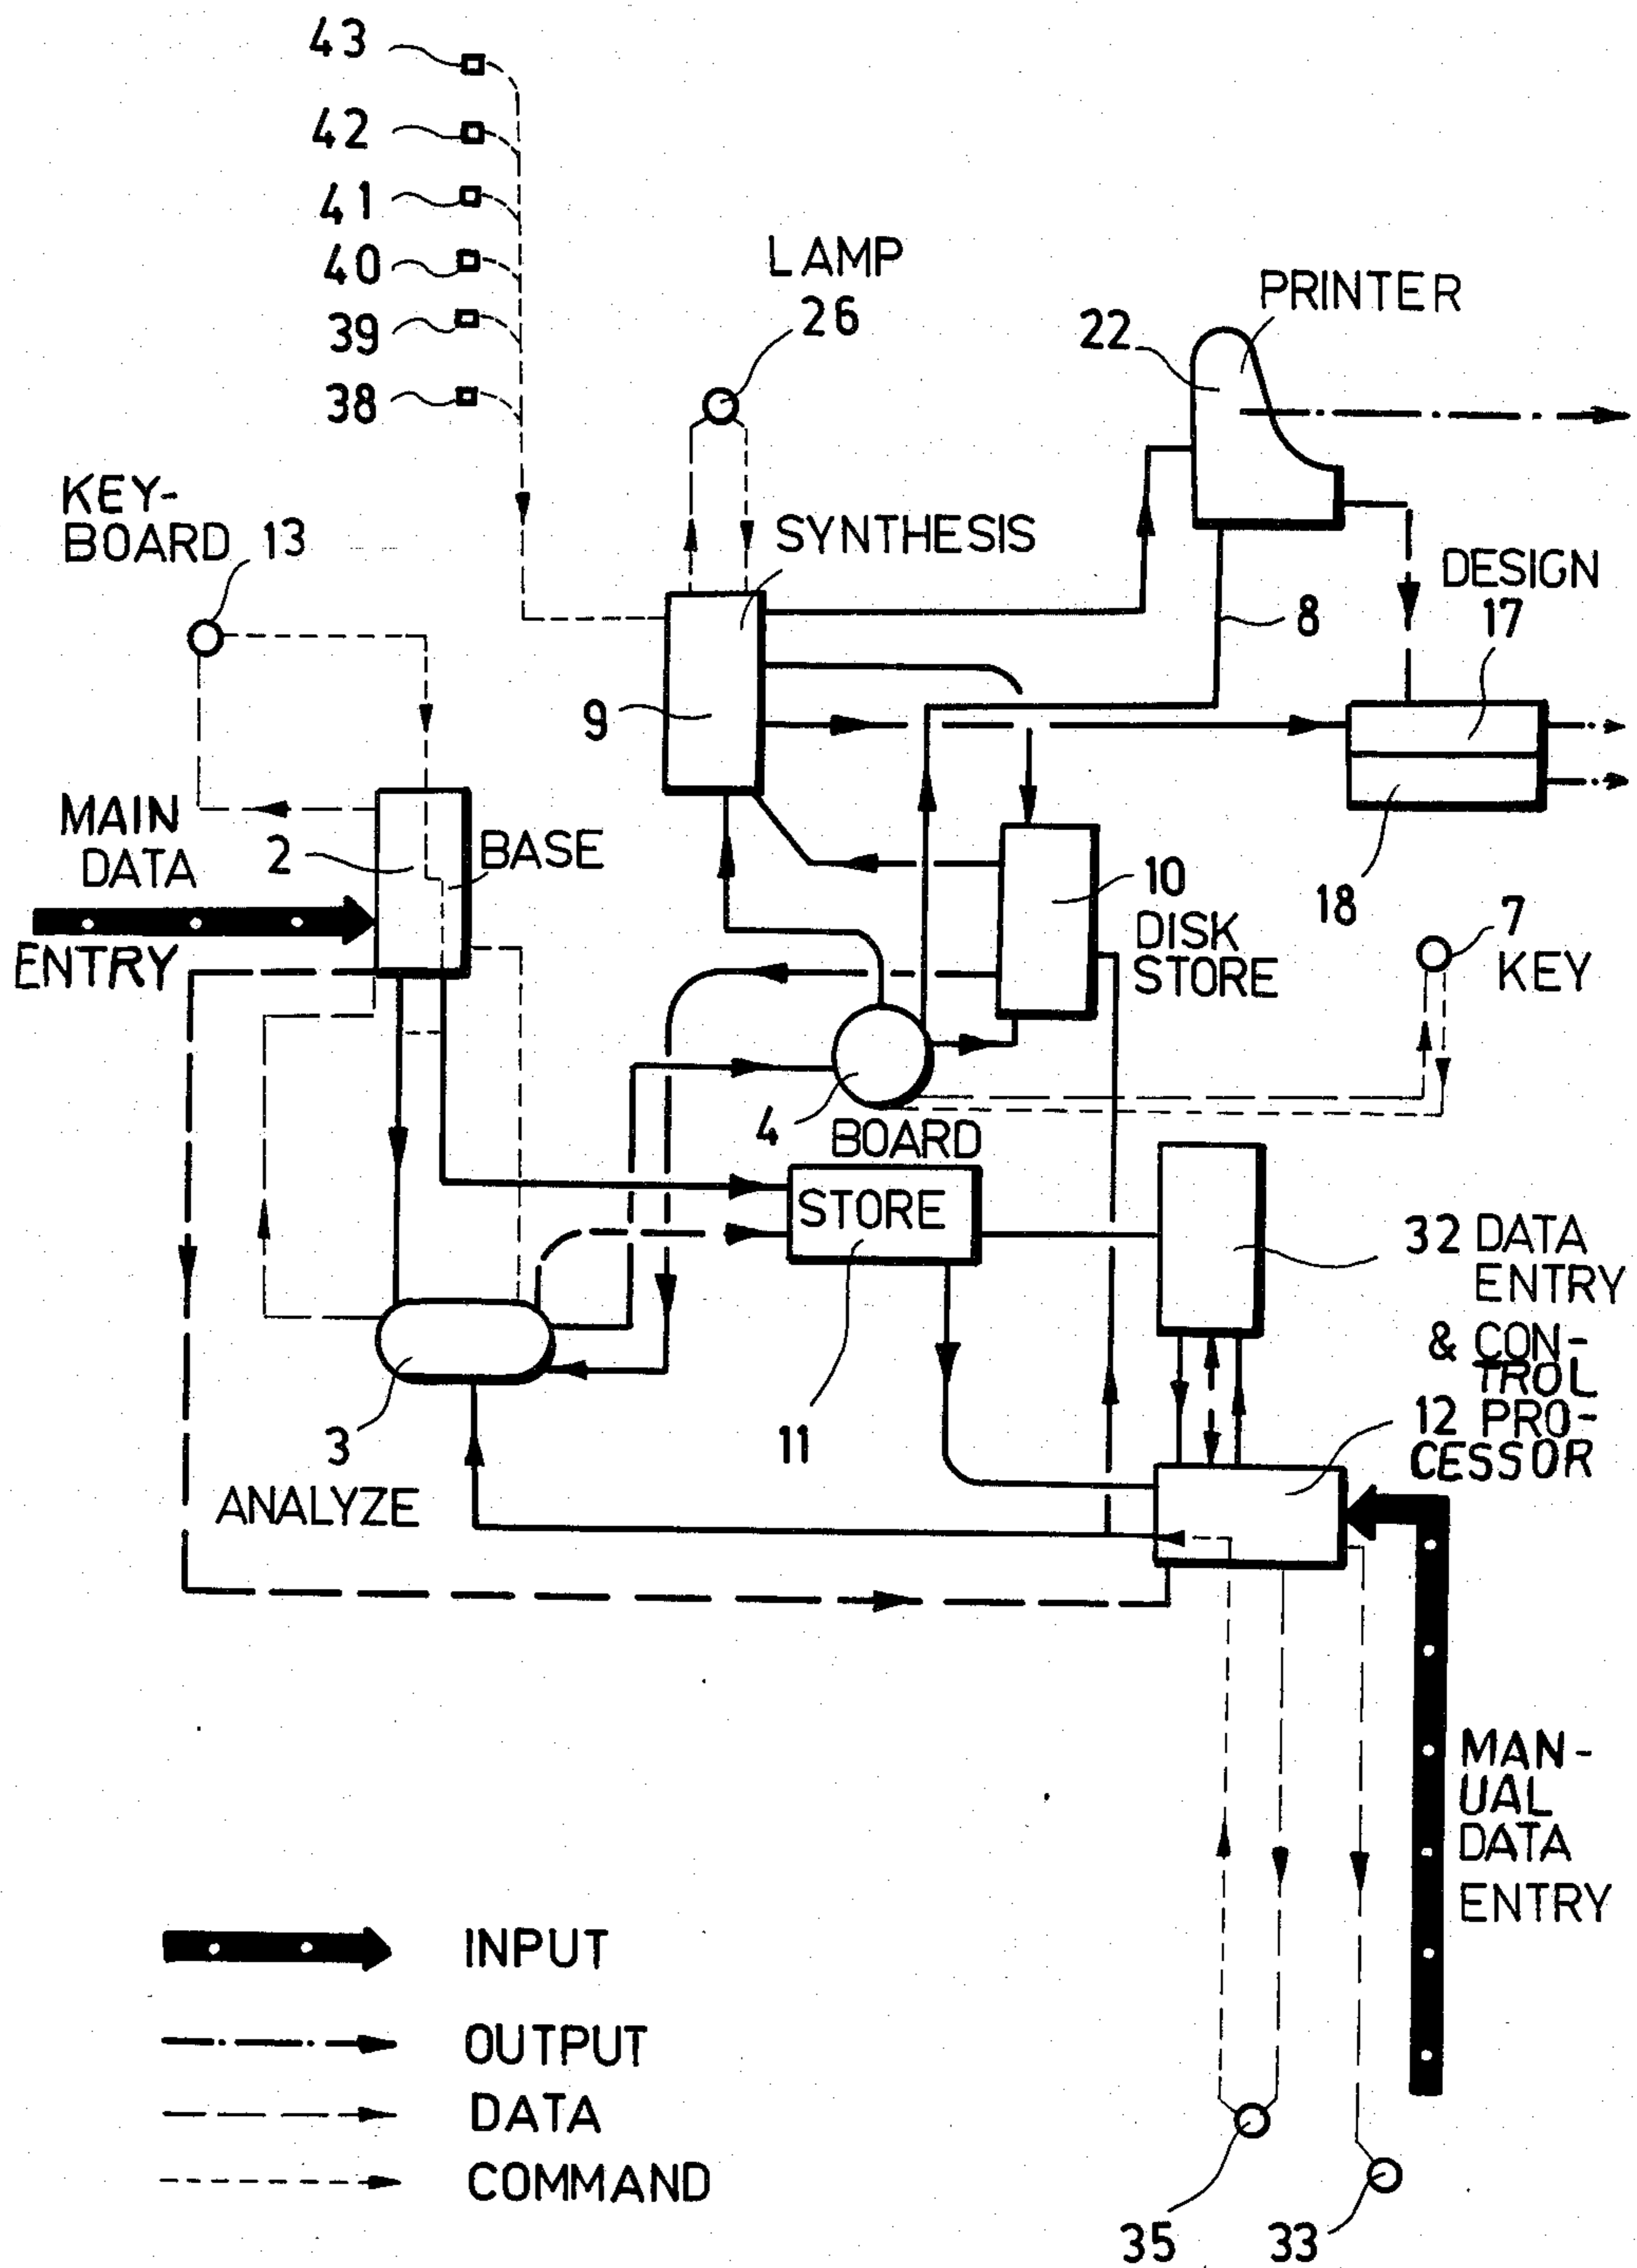 43
42
41
40
39
38
LAMP
26
PRINTER
22
KEY-
BOARD 13
SYNTHESIS
DESIGN
17
8
9
MAIN
DATA
2
BASE
ENTRY
10
DISK
STORE
18
7
KEY
4
BOARD
STORE
11
32 DATA
ENTRY
& CON-
TROL
12 PRO-
CESSOR
3
ANALYZE
MAN-
UAL
DATA
ENTRY
INPUT
OUTPUT
DATA
COMMAND
35
33